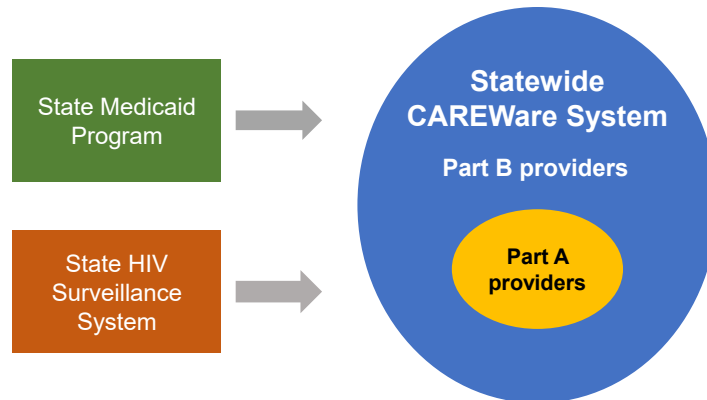 State Medicaid
Program
Statewide
CAREWare System
Part B providers
State HIV
Surveillance
System
Part A
providers